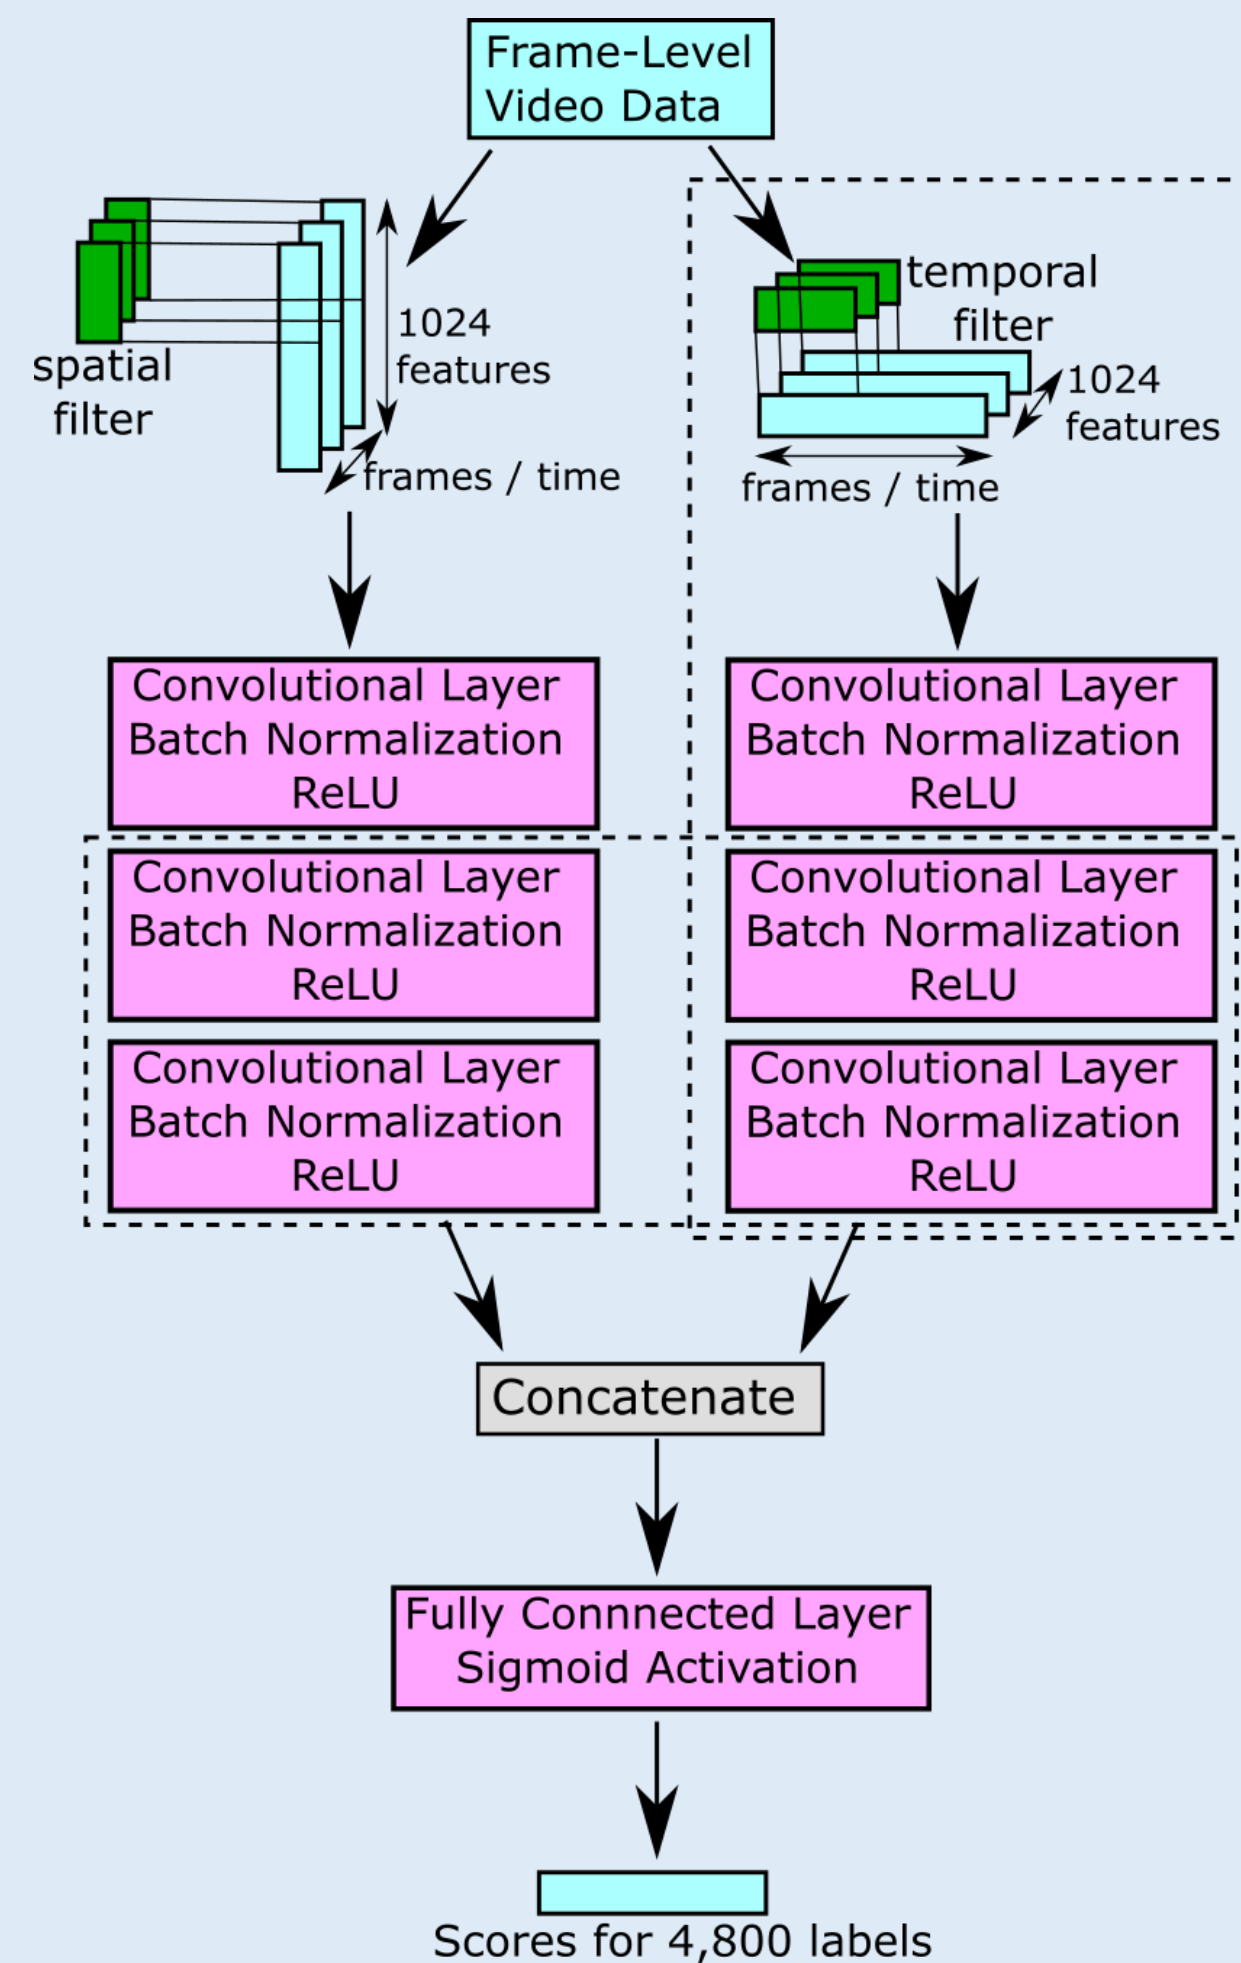 Frame-Level
Video Data
spatial
filter
1024
features
frames / time
temporal
filter
1024
features
frames / time
Convolutional Layer
Batch Normalization
ReLU
Convolutional Layer
Batch Normalization
ReLU
Convolutional Layer
Batch Normalization
ReLU
Convolutional Layer
Batch Normalization
ReLU
Convolutional Layer
Batch Normalization
ReLU
Convolutional Layer
Batch Normalization
ReLU
Concatenate
Fully Connnected Layer
Sigmoid Activation
Scores for 4,800 labels